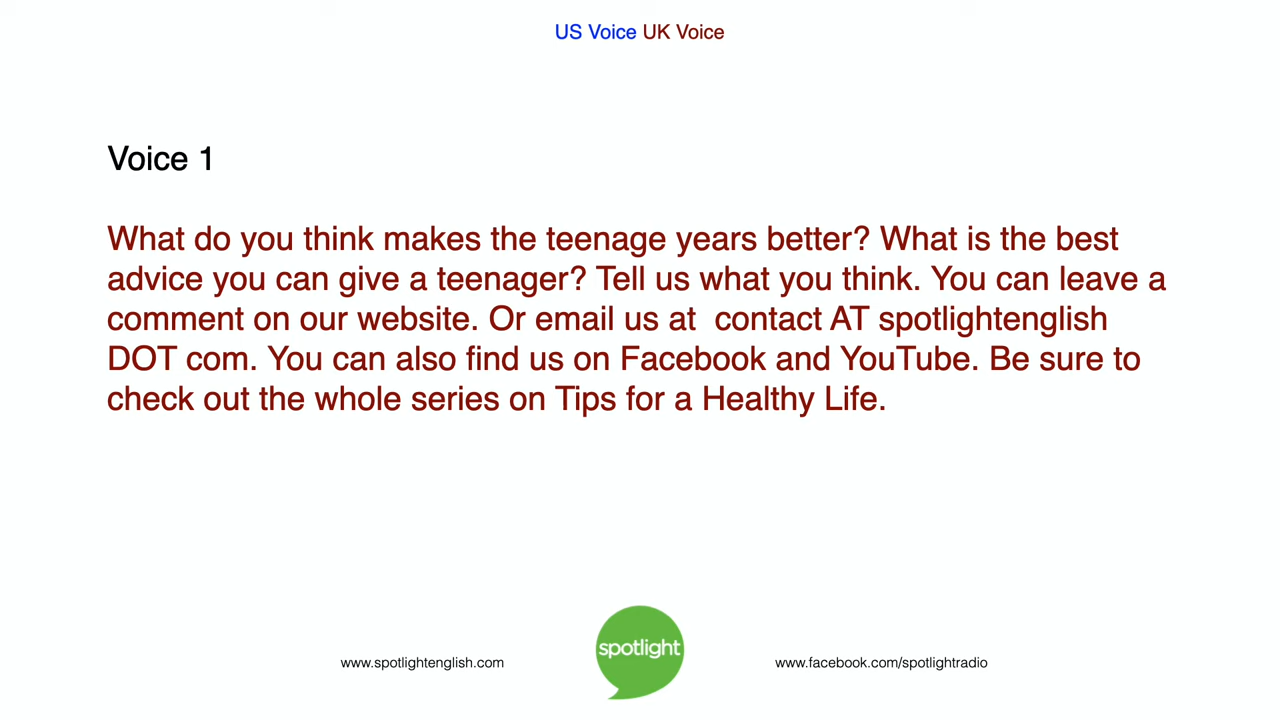 US Voice UK Voice
Voice 1
What do you think makes the teenage years better? What is the best
advice you can give a teenager? Tell us what you think. You can leave a
comment on our website. Or email us at  contact AT spotlightenglish
DOT com. You can also find us on Facebook and YouTube. Be sure to
check out the whole series on Tips for a Healthy Life.
www.spotlightenglish.com
spotlight
www.facebook.com/spotlightradio